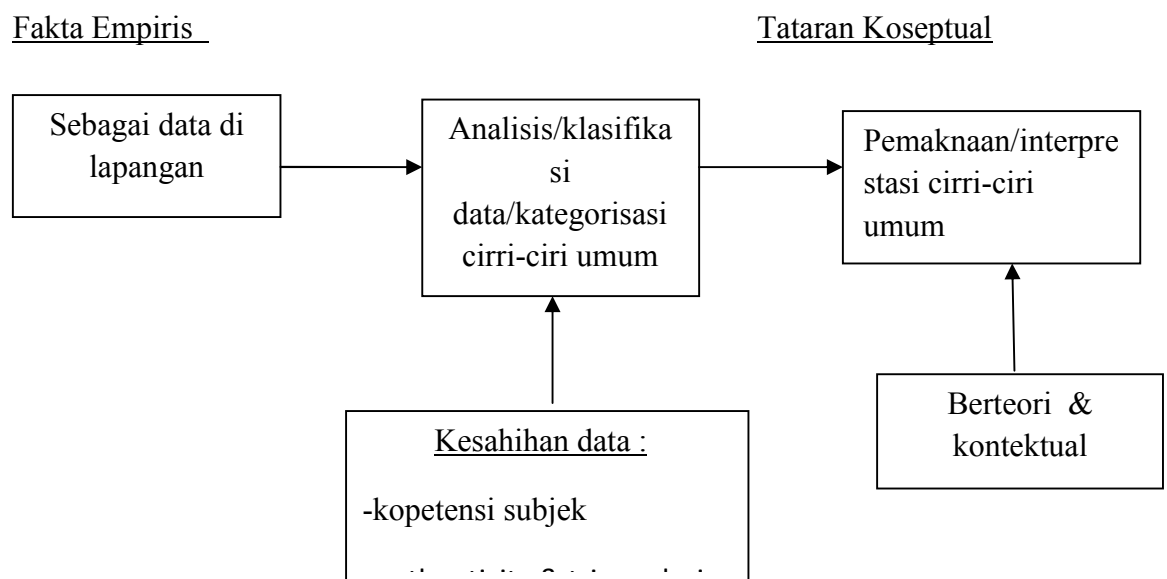 Fakta Empiris
Tataran Koseptual
Sebagai data di
lapangan
Analisis/klasifika
si
data/kategorisasi
cirri-ciri umum
Pemaknaan/interpre
stasi cirri-ciri
umum
Berteori &
kontektual
Kesahihan data :
-kopetensi subjek